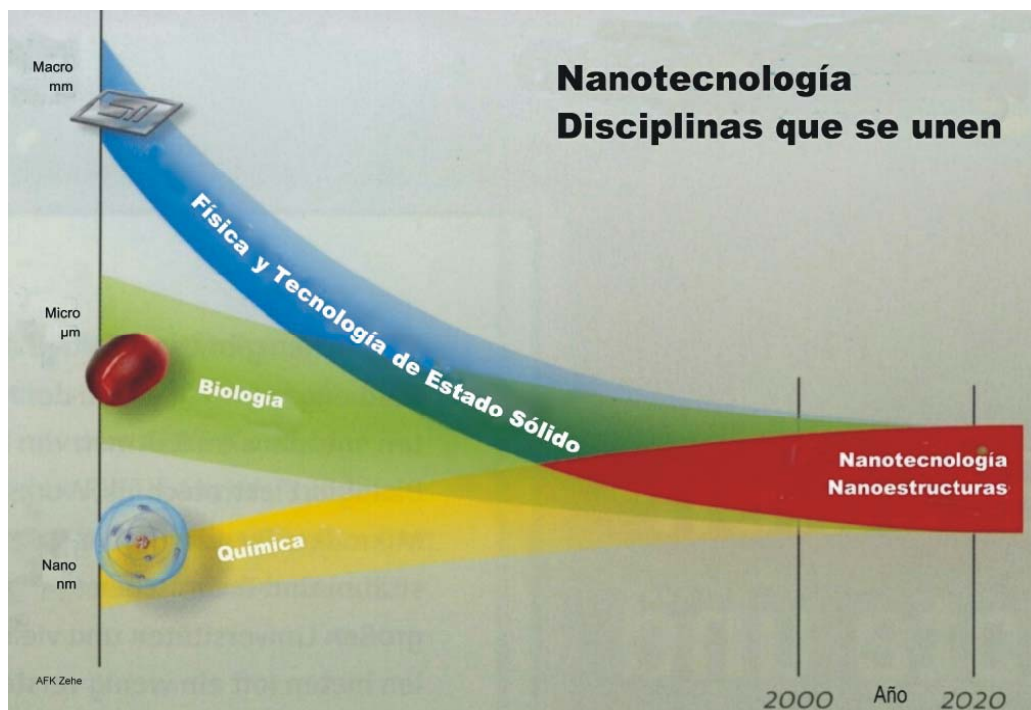 Nanotecnología
Disciplinas que se unen
Macro
mm
Física y Tecnología de Estado Sólido
Micro
µm
Biología
Nanotecnología
Nanoestructuras
Química
Nano
nm
AFK Zehe
2000
Año
2020